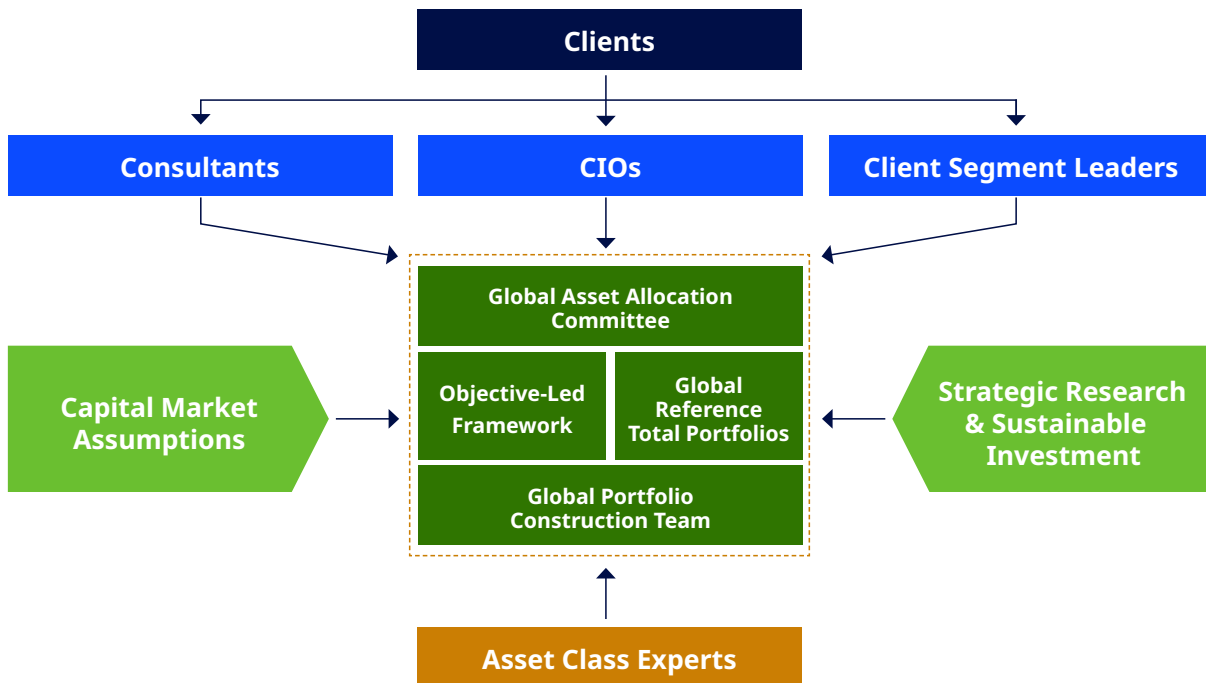 Clients
Consultants
CIOs
Client Segment Leaders
Global Asset Allocation
Committee
Capital Market
Assumptions
Objective-Led
Framework
Global
Reference
Total Portfolios
Strategic Research
& Sustainable
Investment
Global Portfolio
Construction Team
Asset Class Experts